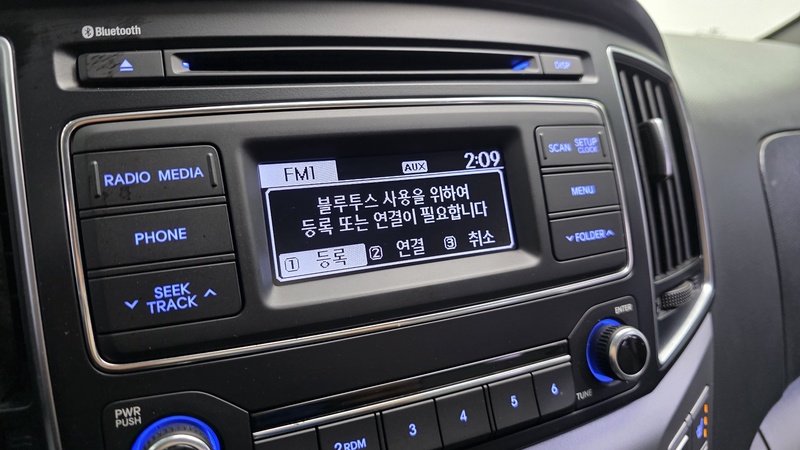 Bluetooth
DISP
RADIO MEDIA
PHONE
SEEK
TRACK
FM1 AUX 2:09
블루투스 사용을 위하여
등록 또는 연결이 필요합니다
1 등록 2 연결 3 취소
SCAN SETUP
CLOCK
MENU
FOLDER
ENTER
TUNE
PWR
PUSH
2 RDM 3 4 5 6